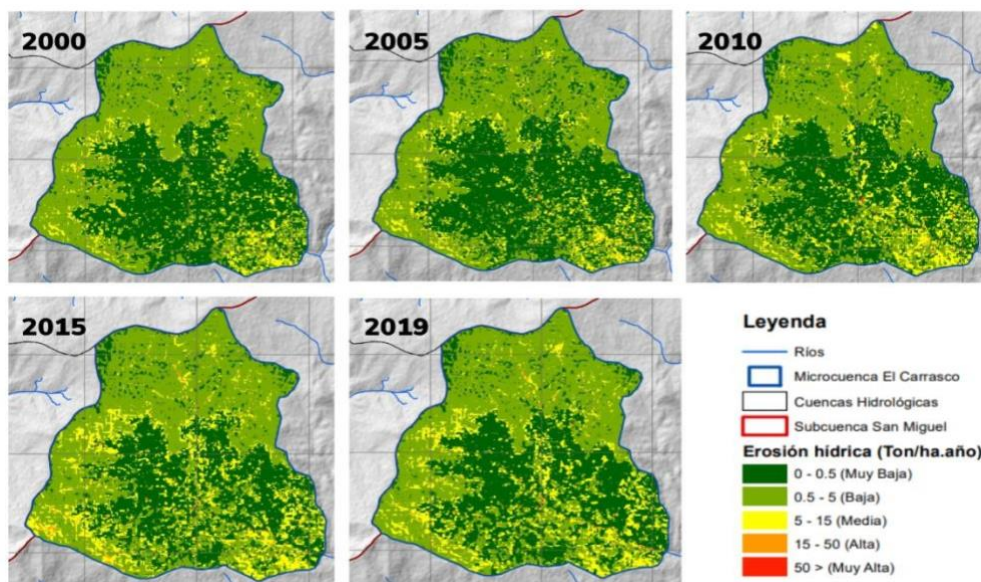 2000
2005
2010
2015
2019
Leyenda
Ríos
Microcuenca El Carrasco
Cuencas Hidrológicas
Subcuenca San Miguel
Erosión hídrica (Ton/ha.año)
0 - 0.5 (Muy Baja)
0.5 - 5 (Baja)
5 - 15 (Media)
15 - 50 (Alta)
50 > (Muy Alta)